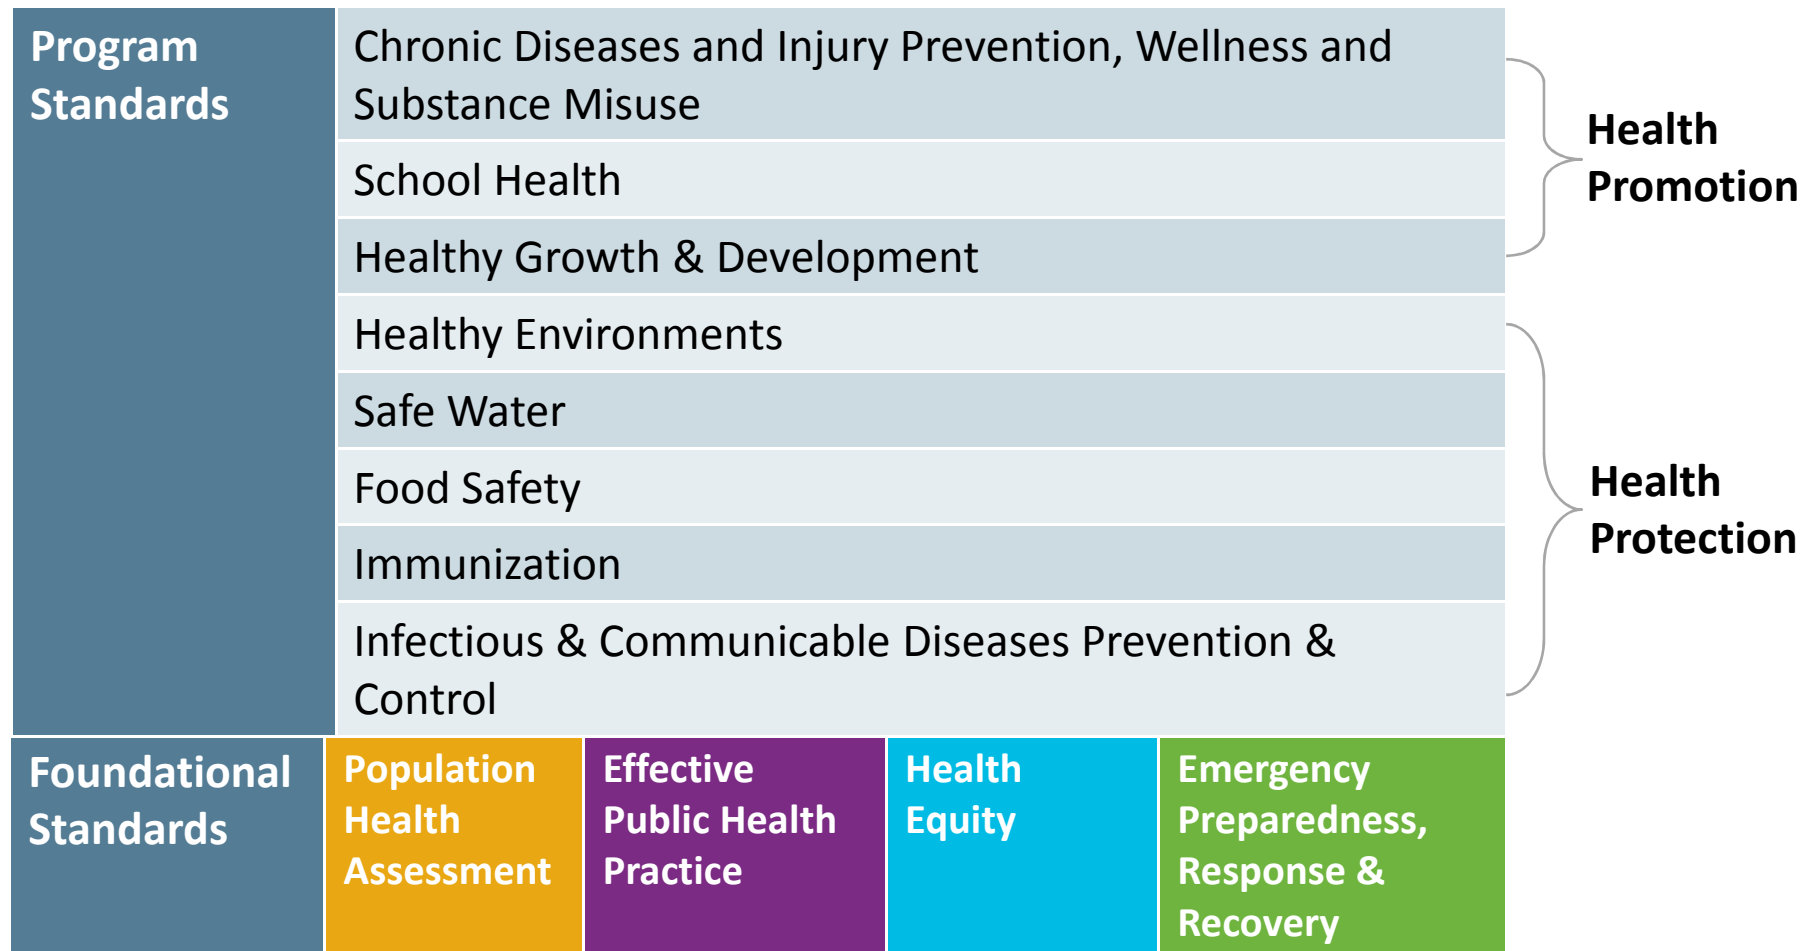 Program
Standards
Chronic Diseases and Injury Prevention, Wellness and
Substance Misuse
School Health
Healthy Growth & Development
Healthy Environments
Safe Water
Food Safety
Immunization
Infectious & Communicable Diseases Prevention &
Control
Health
Promotion
Health
Protection
Foundational
Standards
Population
Health
Assessment
Effective
Public Health
Practice
Health
Equity
Emergency
Preparedness,
Response &
Recovery